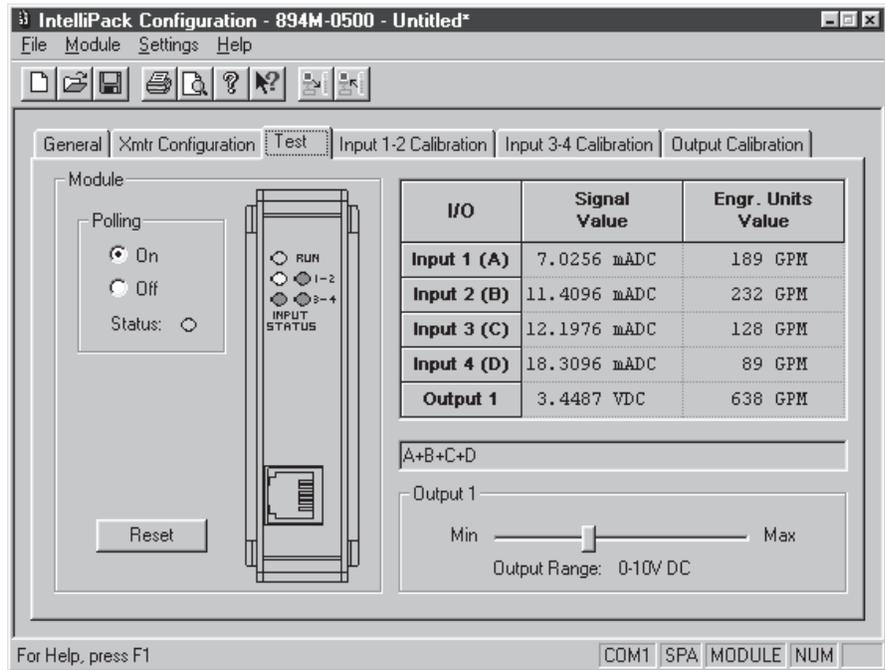 IntelliPack Configuration - 894M-0500 - Untitled*
File Module Settings Help
General Xmtr Configuration Test Input 1-2 Calibration Input 3-4 Calibration Output Calibration
Module
Polling
On
Off
Status:
RUN
1-2
3-4
INPUT
STATUS
Reset
I/O Signal Value Engr. Units Value
Input 1 (A) 7.0256 mADC 189 GPM
Input 2 (B) 11.4096 mADC 232 GPM
Input 3 (C) 12.1976 mADC 128 GPM
Input 4 (D) 18.3096 mADC 89 GPM
Output 1 3.4487 VDC 638 GPM
A+B+C+D
Output 1
Min Max
Output Range: 0-10V DC
For Help, press F1 COM1 SPA MODULE NUM